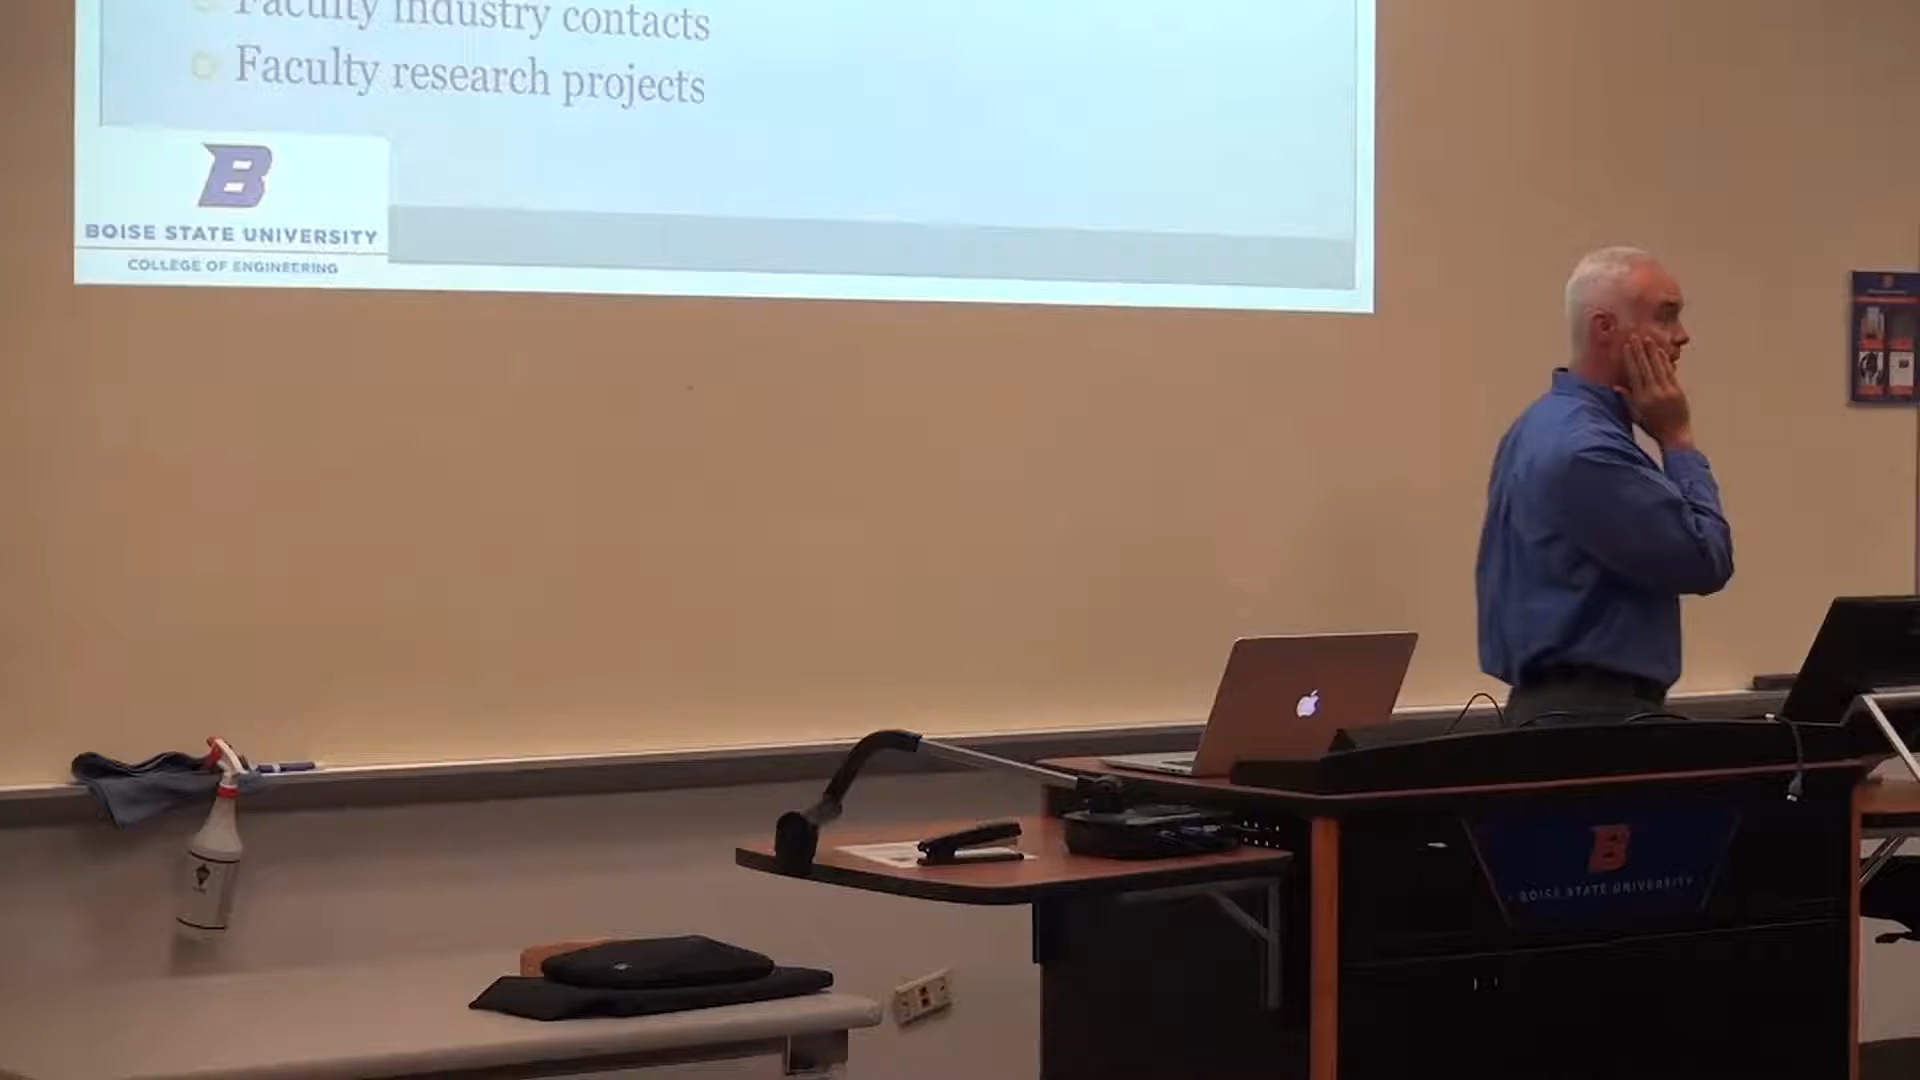 Faculty industry contacts
Faculty research projects
B
BOISE STATE UNIVERSITY
COLLEGE OF ENGINEERING
B
BOISE STATE UNIVERSITY